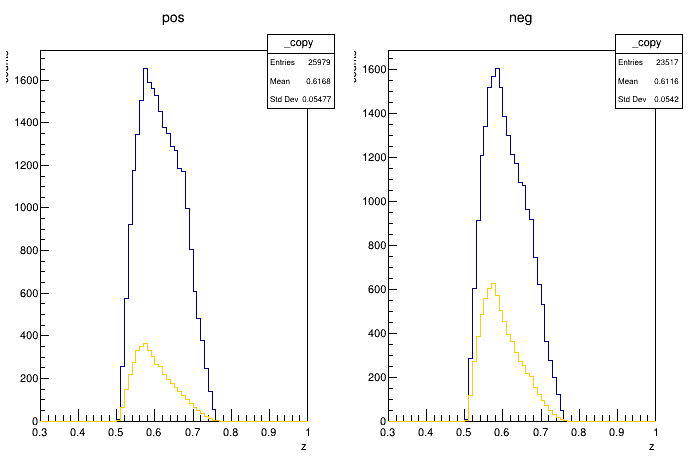 pos
_copy
Entries 25979
Mean 0.6168
Std Dev 0.05477
1600
1400
1200
1000
800
600
400
200
0
0.3 0.4 0.5 0.6 0.7 0.8 0.9 1
z
neg
_copy
Entries 23517
Mean 0.6116
Std Dev 0.0542
1600
1400
1200
1000
800
600
400
200
0
0.3 0.4 0.5 0.6 0.7 0.8 0.9 1
z